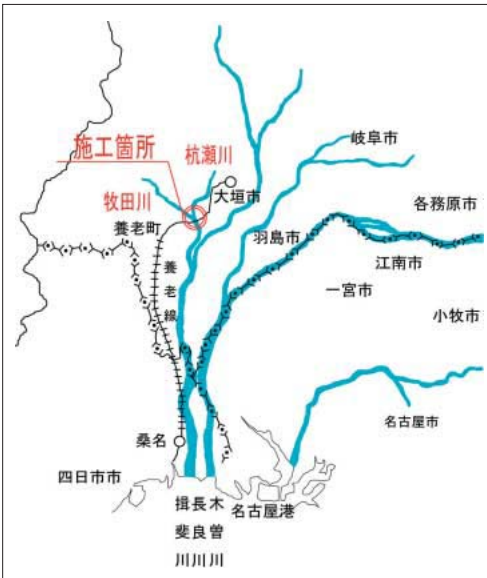 岐阜市
施工箇所
杭瀬川
牧田川
大垣市
各務原市
養老町
羽島市
江南市
養老線
一宮市
小牧市
名古屋市
桑名
四日市市
揖斐川
長良川
木曽川
名古屋港